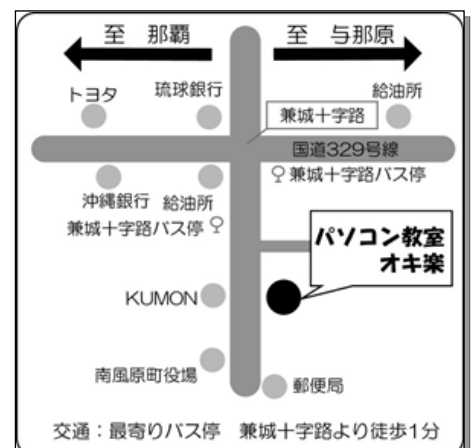 至 那覇
至 与那原
トヨタ
琉球銀行
給油所
兼城十字路
国道329号線
兼城十字路バス停
沖縄銀行
給油所
兼城十字路バス停
パソコン教室
オキ楽
KUMON
南風原町役場
郵便局
交通：最寄りバス停 兼城十字路より徒歩1分